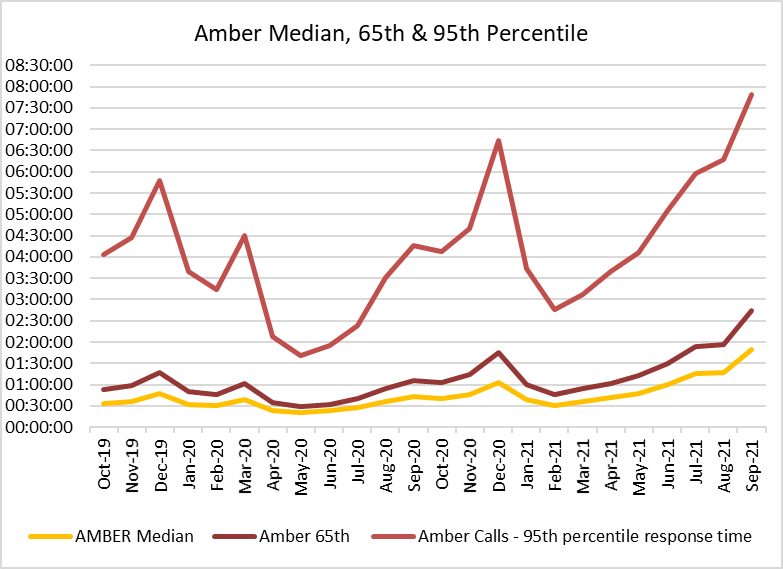 Amber Median, 65th & 95th Percentile
08:30:00
08:00:00
07:30:00
07:00:00
06:30:00
06:00:00
05:30:00
05:00:00
04:30:00
04:00:00
03:30:00
03:00:00
02:30:00
02:00:00
01:30:00
01:00:00
00:30:00
00:00:00
Oct-19
Nov-19
Dec-19
Jan-20
Feb-20
Mar-20
Apr-20
May-20
Jun-20
Jul-20
Aug-20
Sep-20
Oct-20
Nov-20
Dec-20
Jan-21
Feb-21
Mar-21
Apr-21
May-21
Jun-21
Jul-21
Aug-21
Sep-21
AMBER Median
Amber 65th
Amber Calls - 95th percentile response time